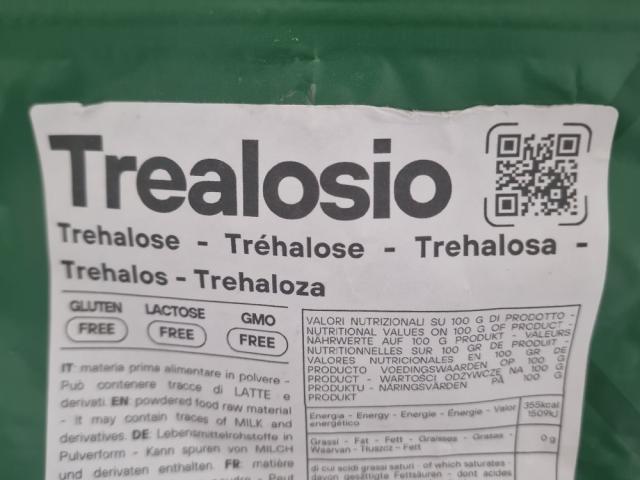 Trealosio
Trehalose - Tréhalose - Trehalosa -
Trehalos - Trehaloza
GLUTEN
FREE
LACTOSE
FREE
GMO
FREE
IT: materia prima alimentare in polvere -
Può contenere tracce di LATTE e
derivati. EN: powdered food raw material
- It may contain traces of MILK and
derivatives. DE: Lebensmittelrohstoffe in
Pulverform - Kann spuren von MILCH
und derivaten enthalten. FR: matière
VALORI NUTRIZIONALI SU 100 G DI PRODOTTO -
NUTRITIONAL VALUES ON 100 G OF PRODUCT -
NÄHRWERTE AUF 100 G PRODUKT - VALEURS
NUTRITIONNELLES SUR 100 GR DE PRODUIT -
VALORES NUTRICIONALES EN 100 GR DE
PRODUCTO VOEDINGSWAARDEN OP 100 G
PRODUCT - WARTOŚCI ODŻYWCZE NA 100 G
PRODUKTU - NÄRINGSVÄRDEN PÅ 100 G
PRODUKT
Energia - Energy - Energie - Énergie - Valor
energético
355kcal
1509kJ
Grassi - Fat - Fett - Graisses - Grasas -
Waarvan - Tłuszcz - Fett
0 g
di cui acidi grassi saturi - of which saturates -
davon gesättigte Fettsäuren - dont acides